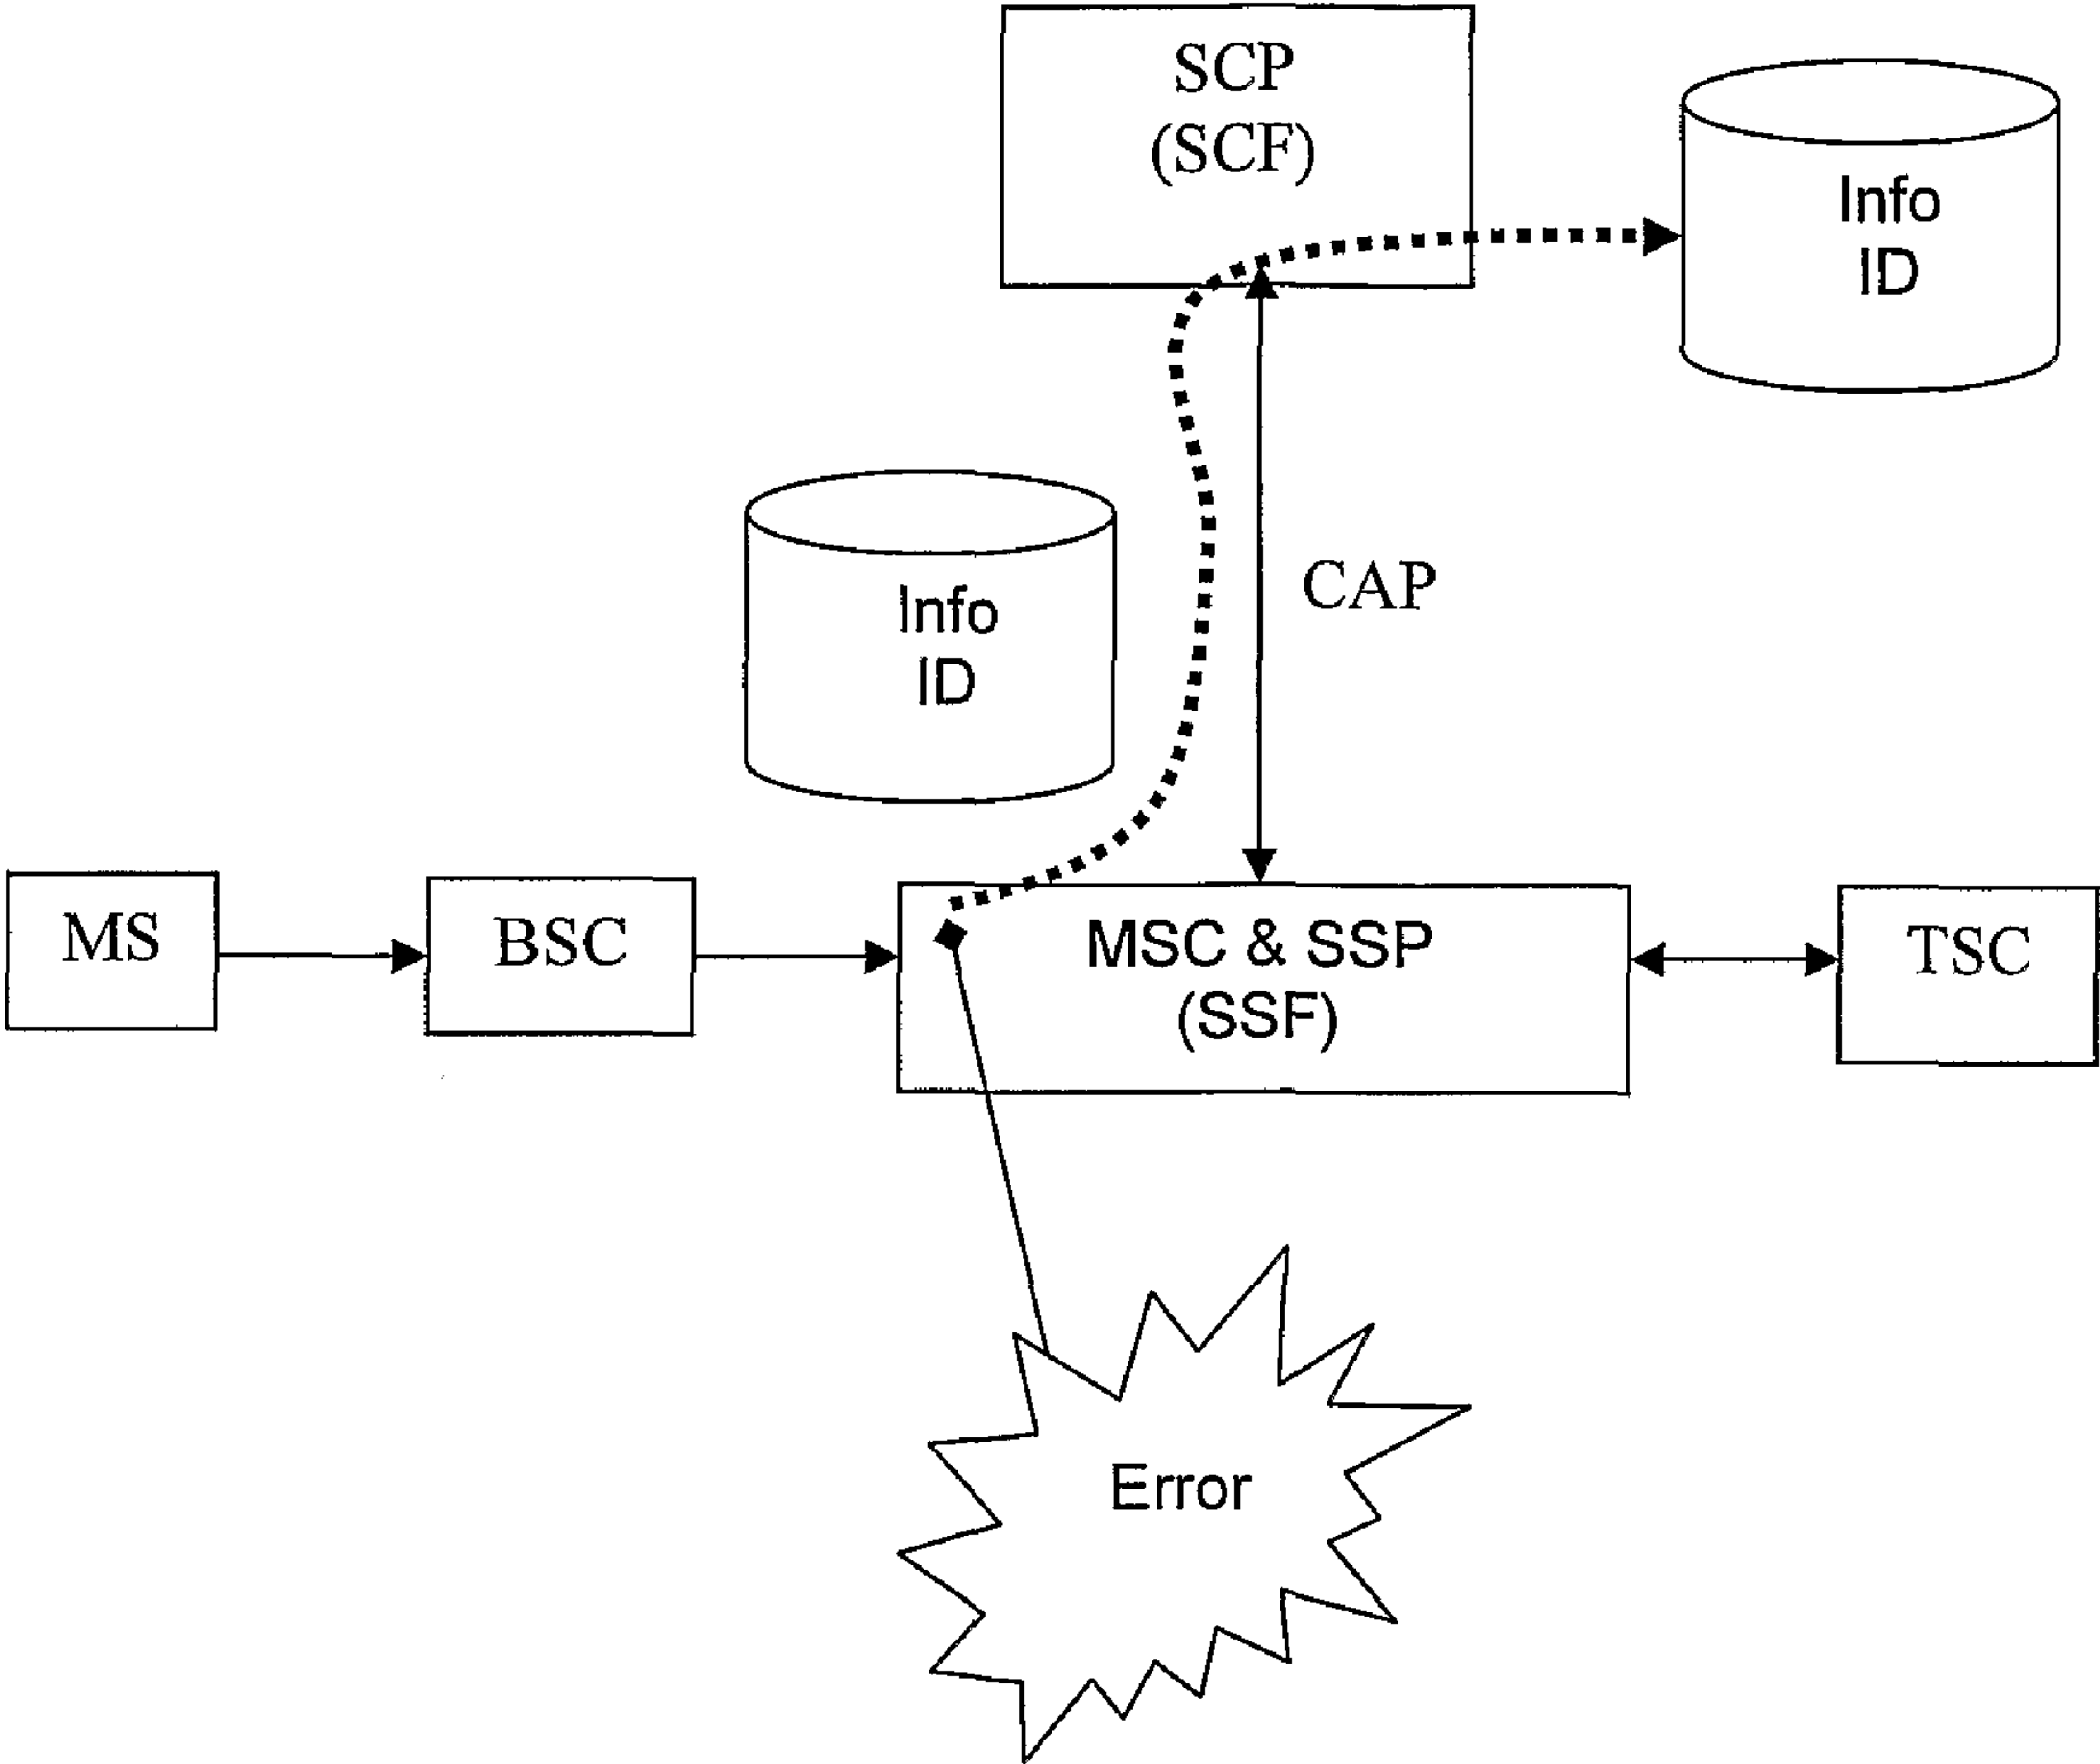 SCP
(SCF)
Info
ID
Info
ID
CAP
MS
BSC
MSC & SSP
(SSF)
TSC
Error